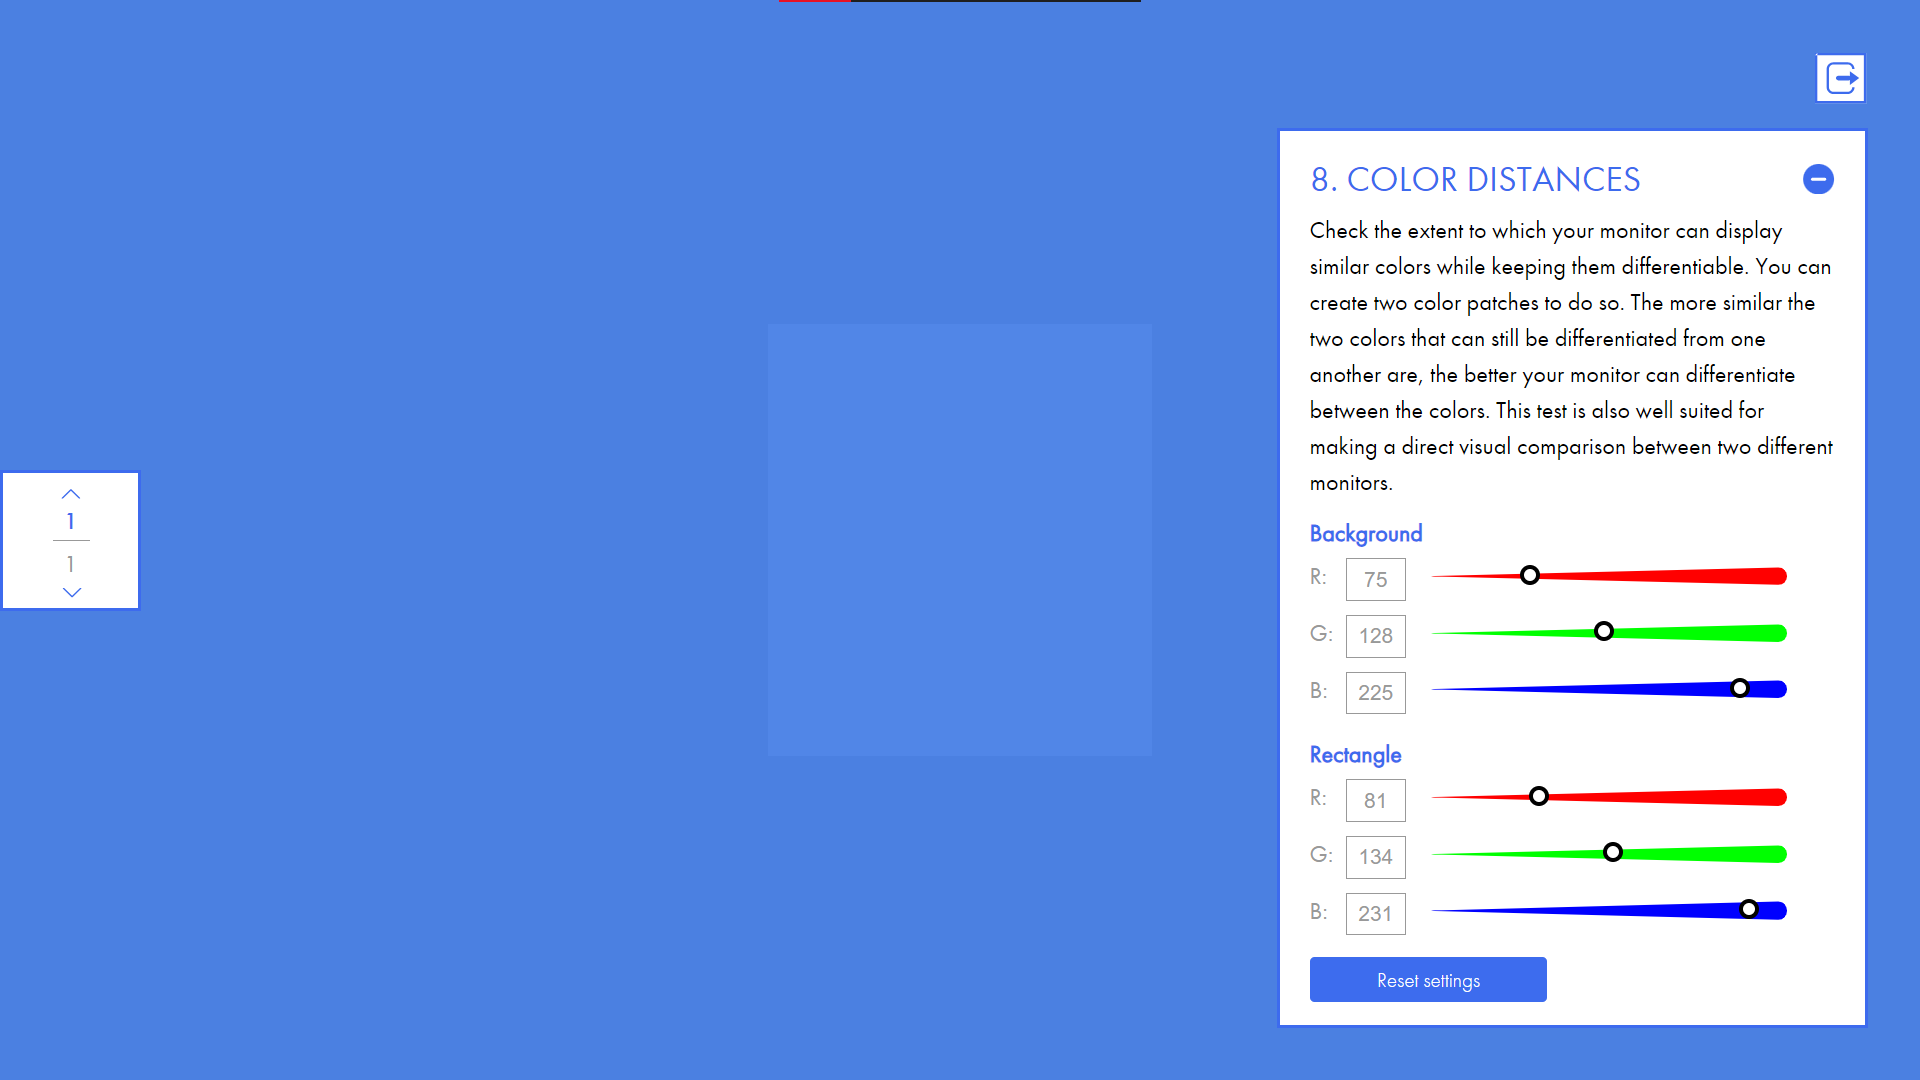 8. COLOR DISTANCES
Check the extent to which your monitor can display
similar colors while keeping them differentiable. You can
create two color patches to do so. The more similar the
two colors that can still be differentiated from one
another are, the better your monitor can differentiate
between the colors. This test is also well suited for
making a direct visual comparison between two different
monitors.
1
1
Background
R: 75
G: 128
B: 225
Rectangle
R: 81
G: 134
B: 231
Reset settings